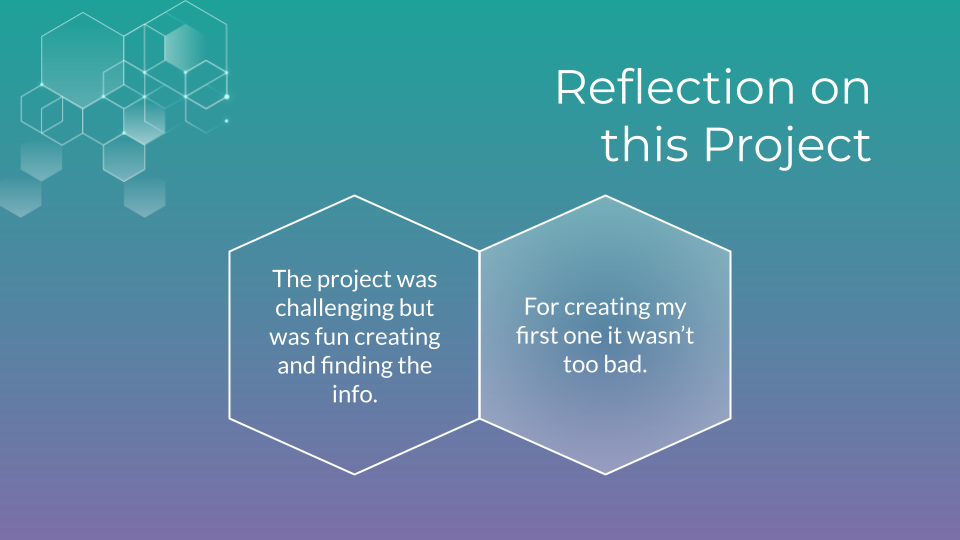 Reflection on
this Project
The project was
challenging but
was fun creating
and finding the
info.
For creating my
first one it wasn’t
too bad.